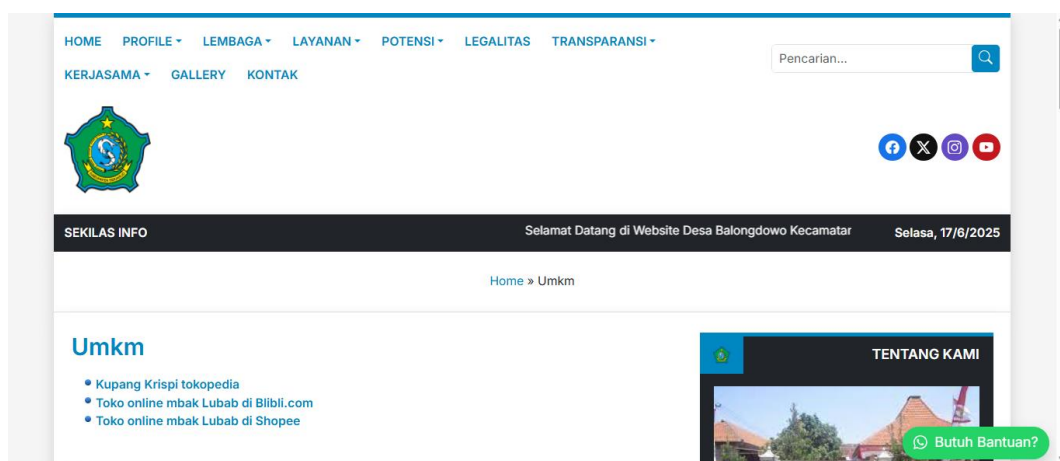 HOME PROFILE LEMBAGA LAYANAN POTENSI LEGALITAS TRANSPARANSI
KERJASAMA GALLERY KONTAK
Pencarian...
SEKILAS INFO
Selamat Datang di Website Desa Balongdowo Kecamatan
Selasa, 17/6/2025
Home » Umkm
Umkm
Kupang Krispi tokopedia
Toko online mbak Lubab di Blibli.com
Toko online mbak Lubab di Shopee
TENTANG KAMI
Butuh Bantuan?